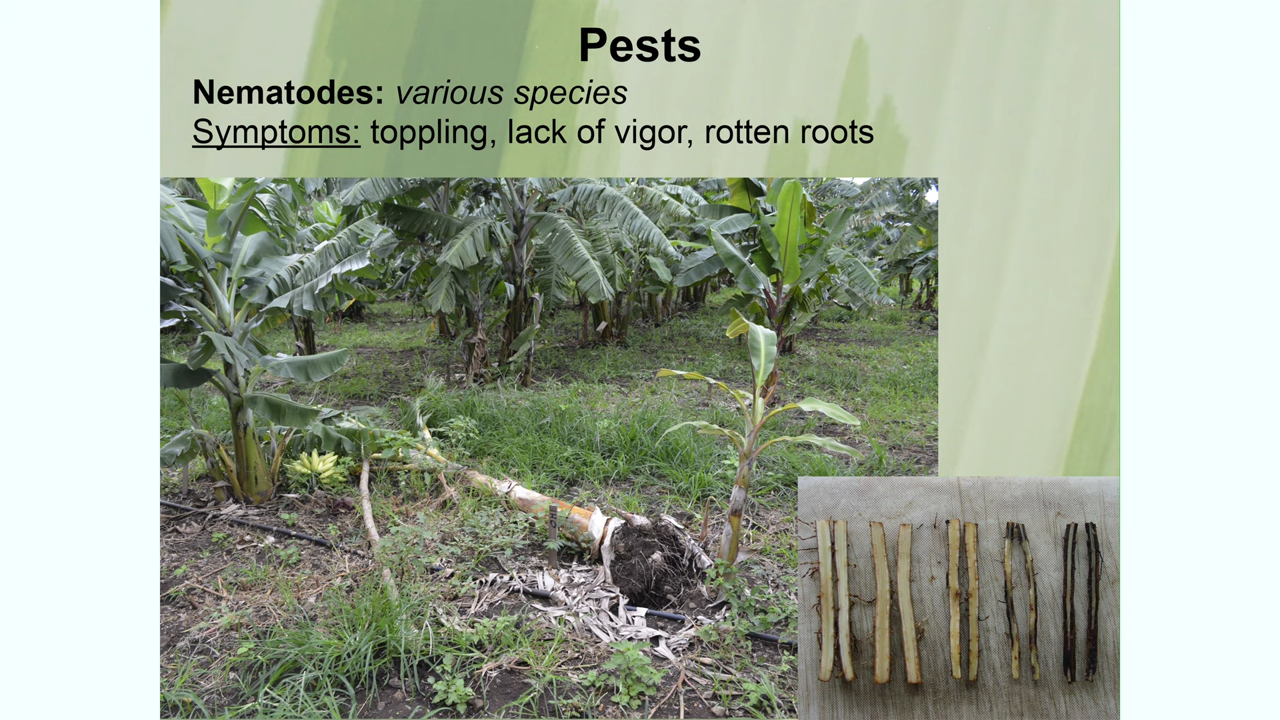 Pests
Nematodes: various species
Symptoms: toppling, lack of vigor, rotten roots